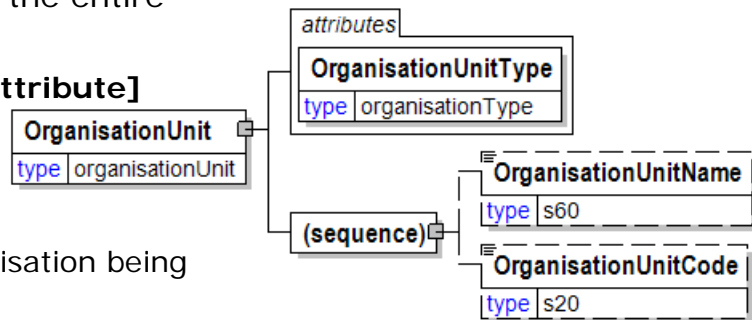 the entire
ttribute]
isation being
attributes
OrganisationUnitType
type organisationType
OrganisationUnit
type organisationUnit
(sequence)
OrganisationUnitName
type s60
OrganisationUnitCode
type s20